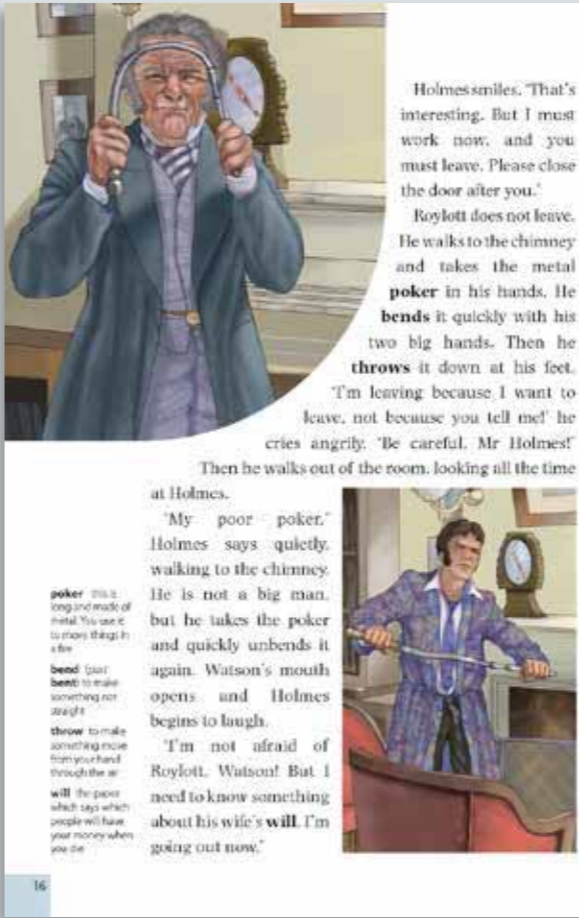 Holmes smiles. 'That's
interesting. But I must
work now, and you
must leave. Please close
the door after you.'
Roylott does not leave.
He walks to the chimney
and takes the metal
poker in his hands. He
bends it quickly with his
two big hands. Then he
throws it down at his feet.
'I'm leaving because I want to
leave, not because you tell me!' he
cries angrily. 'Be careful, Mr Holmes!'
Then he walks out of the room, looking all the time
at Holmes.
'My poor poker,'
Holmes says quietly,
walking to the chimney.
He is not a big man,
but he takes the poker
and quickly unbends it
again. Watson's mouth
opens and Holmes
begins to laugh.
'I'm not afraid of
Roylott, Watson! But I
need to know something
about his wife's will. I'm
going out now.'
poker this is
long and made of
metal. You use it
to move things in
a fire
bend (past
bent) to make
something not
straight
throw to make
something move
from your hand
through the air
will the paper
which says which
people will have
your money when
you die
16